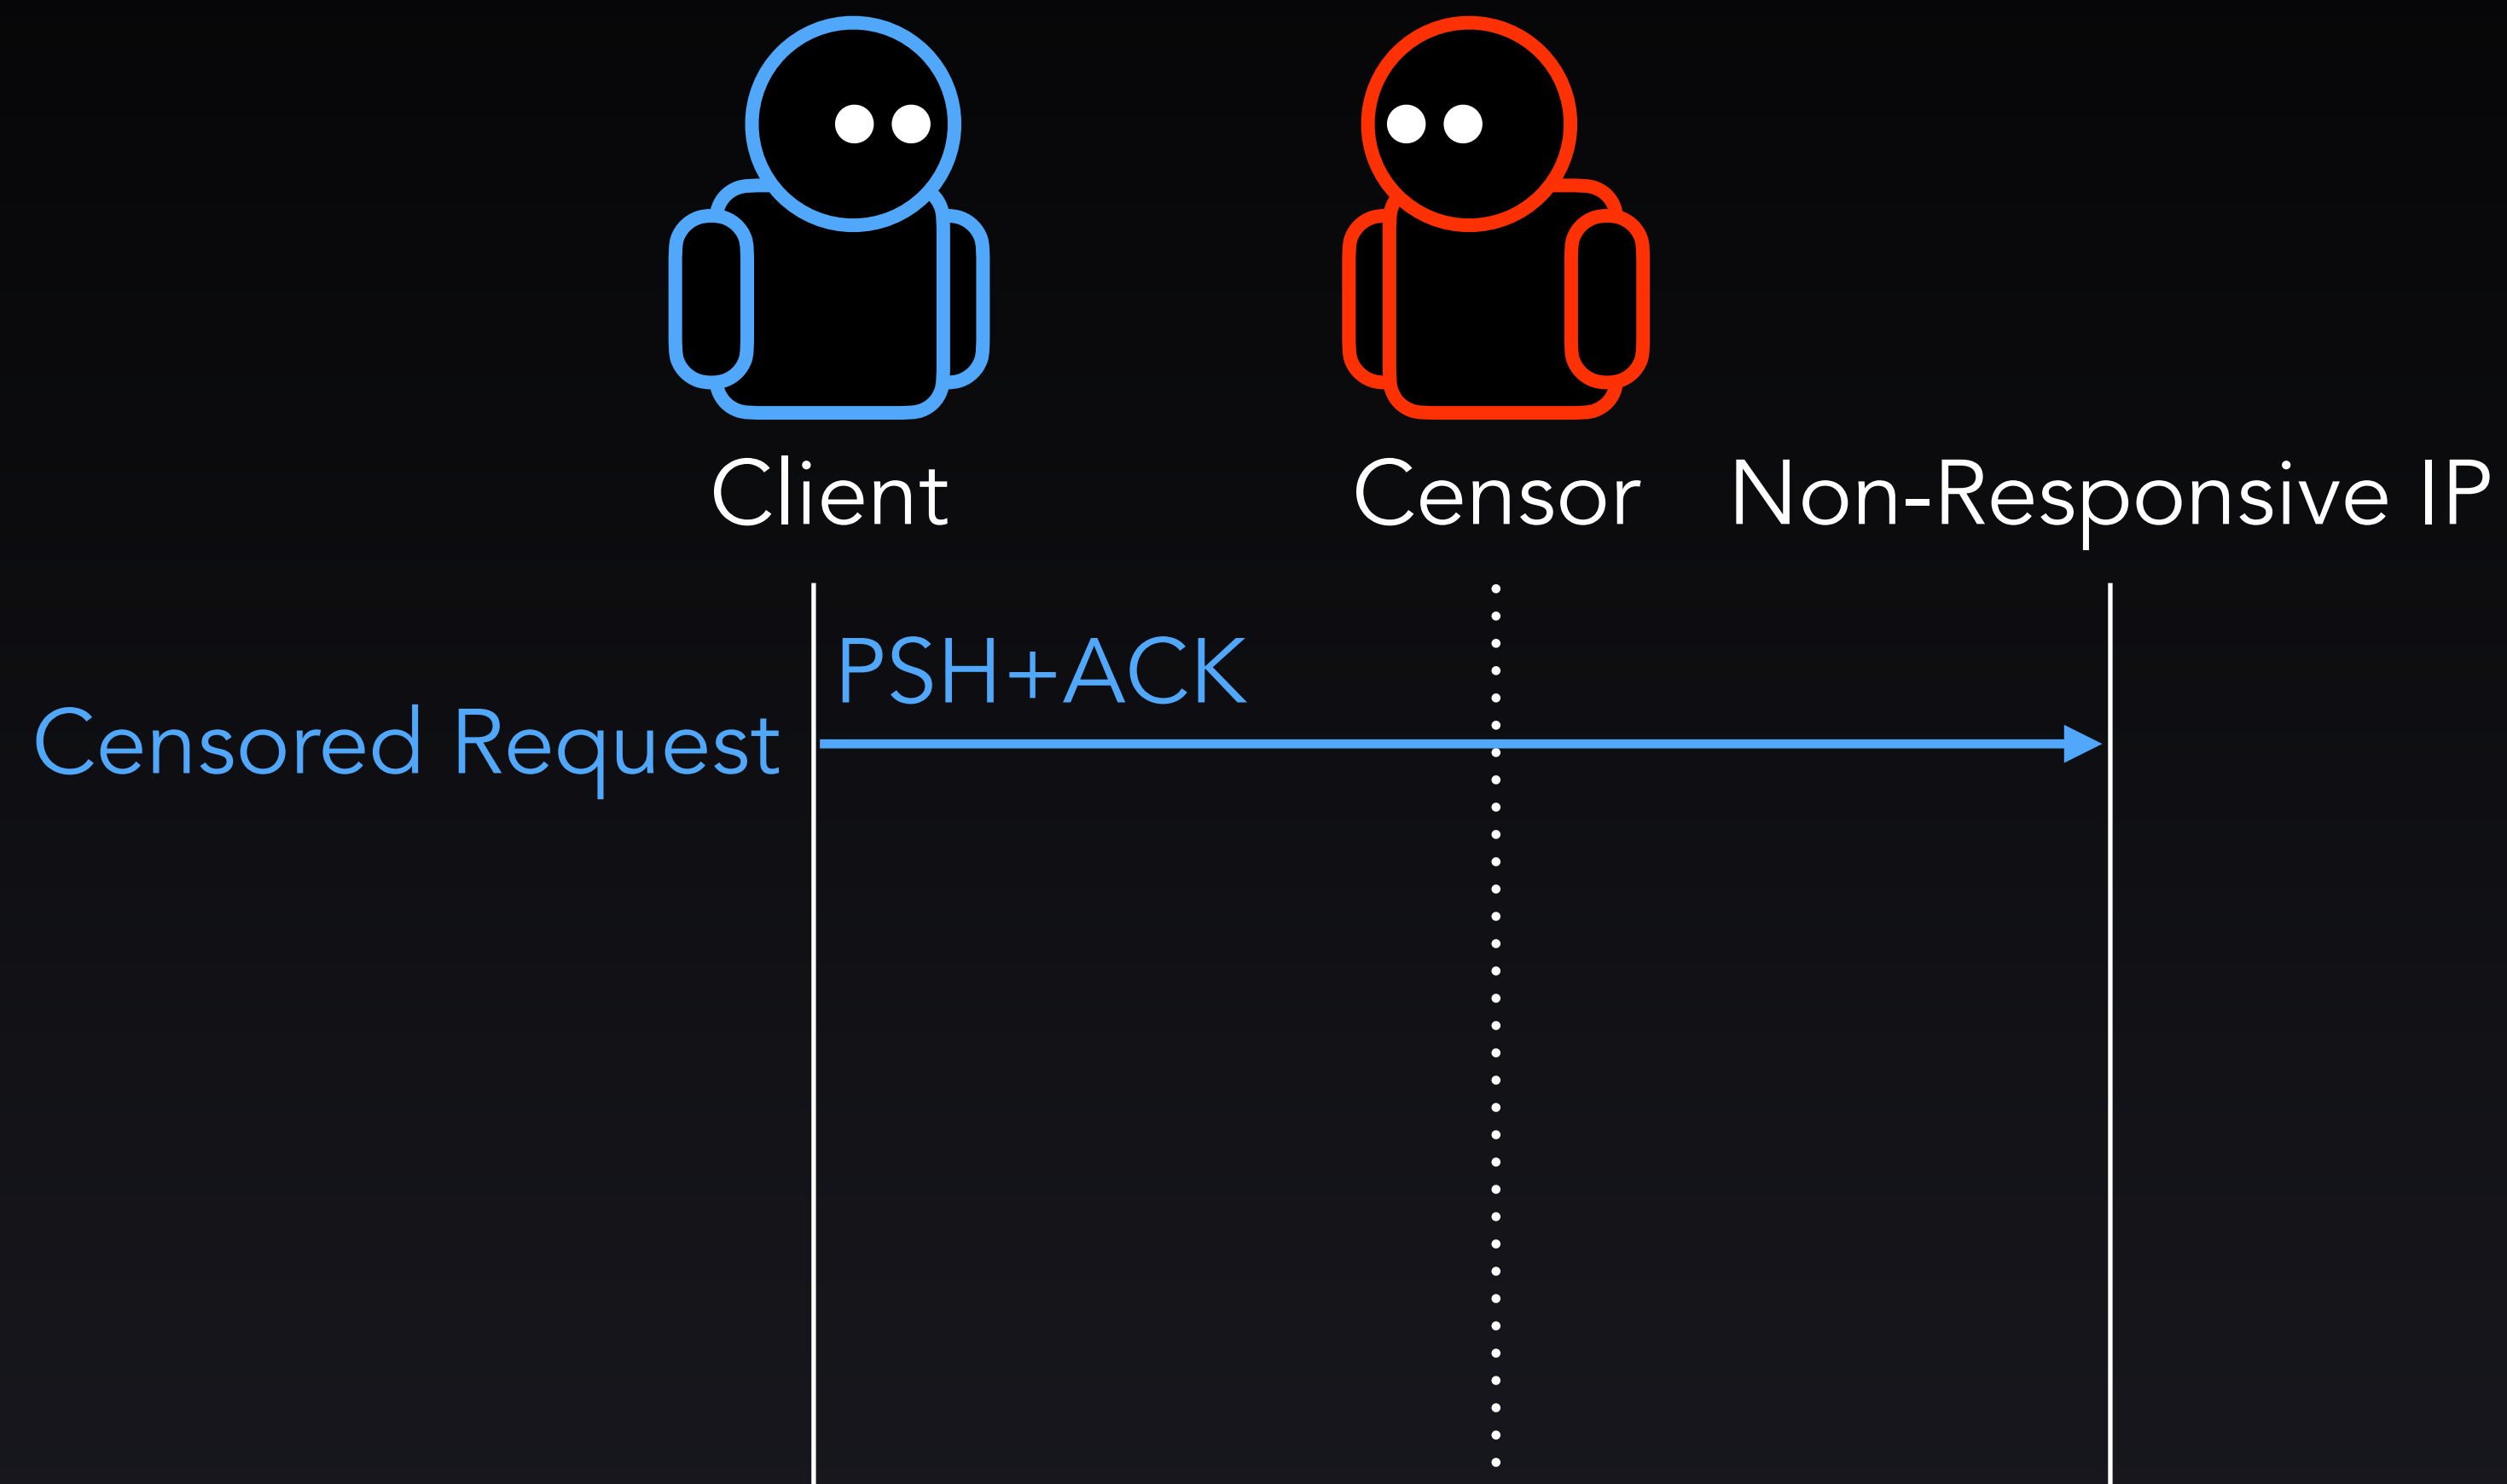 Client
Censor
Non-Responsive IP
PSH+ACK
Censored Request